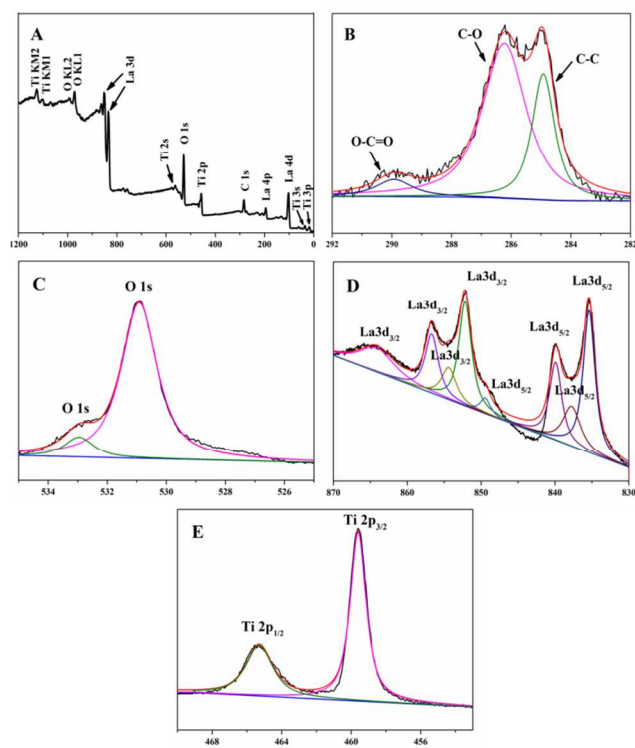 A
Ti KM2
Ti KM1
O KL2
O KL1
La 3d
Ti 2s
O 1s
Ti 2p
C 1s
La 4p
La 4d
Ti 3s
Ti 3p
1200 1000 800 600 400 200 0
B
C-O
C-C
O-C=O
292 290 288 286 284 282
C
O 1s
O 1s
534 532 530 528 526
D
La3d3/2
La3d3/2
La3d3/2
La3d3/2
La3d5/2
La3d5/2
La3d5/2
La3d5/2
870 860 850 840 830
E
Ti 2p3/2
Ti 2p1/2
468 464 460 456